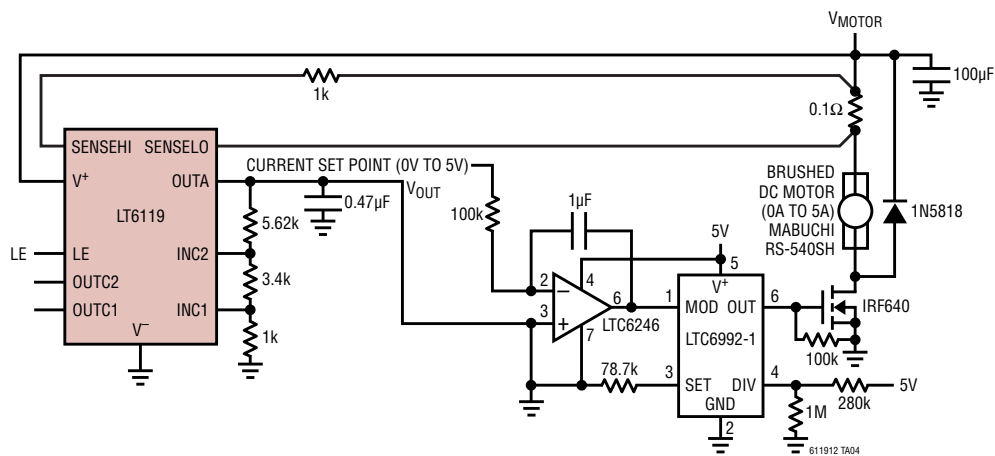 V MOTOR
100µF
1k
0.1Ω
SENSEHI SENSELO
V+ OUTA
LT6119
LE LE INC2
OUTC2
OUTC1 INC1
V−
CURRENT SET POINT (0V TO 5V)
VOUT
0.47µF
5.62k
3.4k
1k
100k
1µF
2 −
3 +
4
6
7
LTC6246
78.7k
5V
5
V+
1 MOD OUT 6
LTC6992-1
3 SET DIV 4
GND
2
BRUSHED
DC MOTOR
(0A TO 5A)
MABUCHI
RS-540SH
1N5818
IRF640
100k
280k
5V
1M
611912 TA04